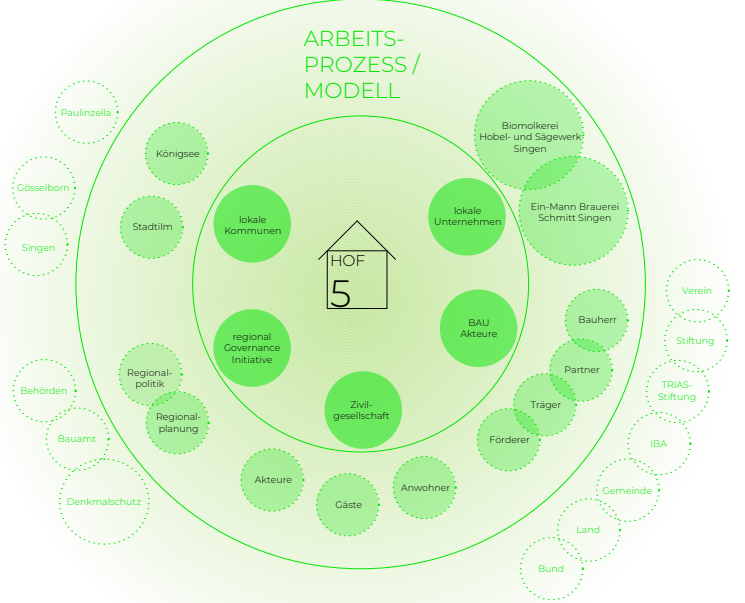 ARBEITS-
PROZESS /
MODELL
Paulinzella
Königsee
Gösselborn
Stadtilm
Singen
lokale
Kommunen
lokale
Unternehmen
Biomolkerei
Hobel- und Sägewerk
Singen
Ein-Mann Brauerei
Schmitt Singen
HOF
5
regional
Governance
Initiative
BAU
Akteure
Zivil-
gesellschaft
Regional-
politik
Regional-
planung
Behörden
Bauamt
Denkmalschutz
Akteure
Gäste
Anwohner
Bauherr
Partner
Träger
Förderer
Verein
Stiftung
TRIAS-
Stiftung
IBA
Gemeinde
Land
Bund